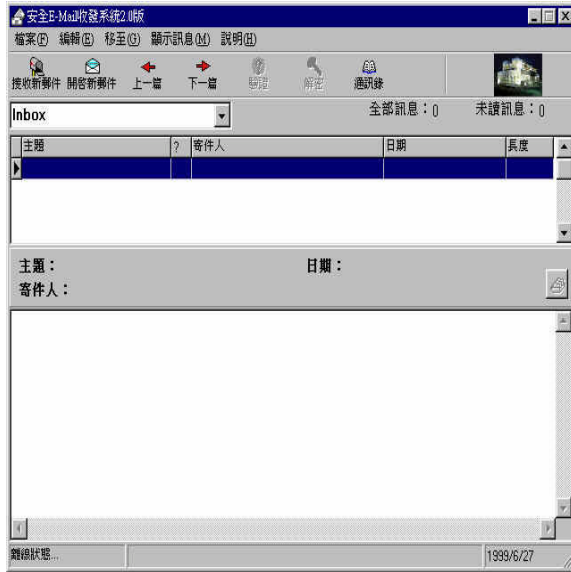 安全E-Mail收發系統2.0版
檔案(F) 編輯(E) 移至(G) 顯示訊息(M) 說明(H)
接收新郵件 開啓新郵件 上一篇 下一篇 驗證 解密 通訊錄
Inbox 全部訊息：0 未讀訊息：0
主題 ? 寄件人 日期 長度
主題： 日期：
寄件人：
離線狀態... 1999/6/27